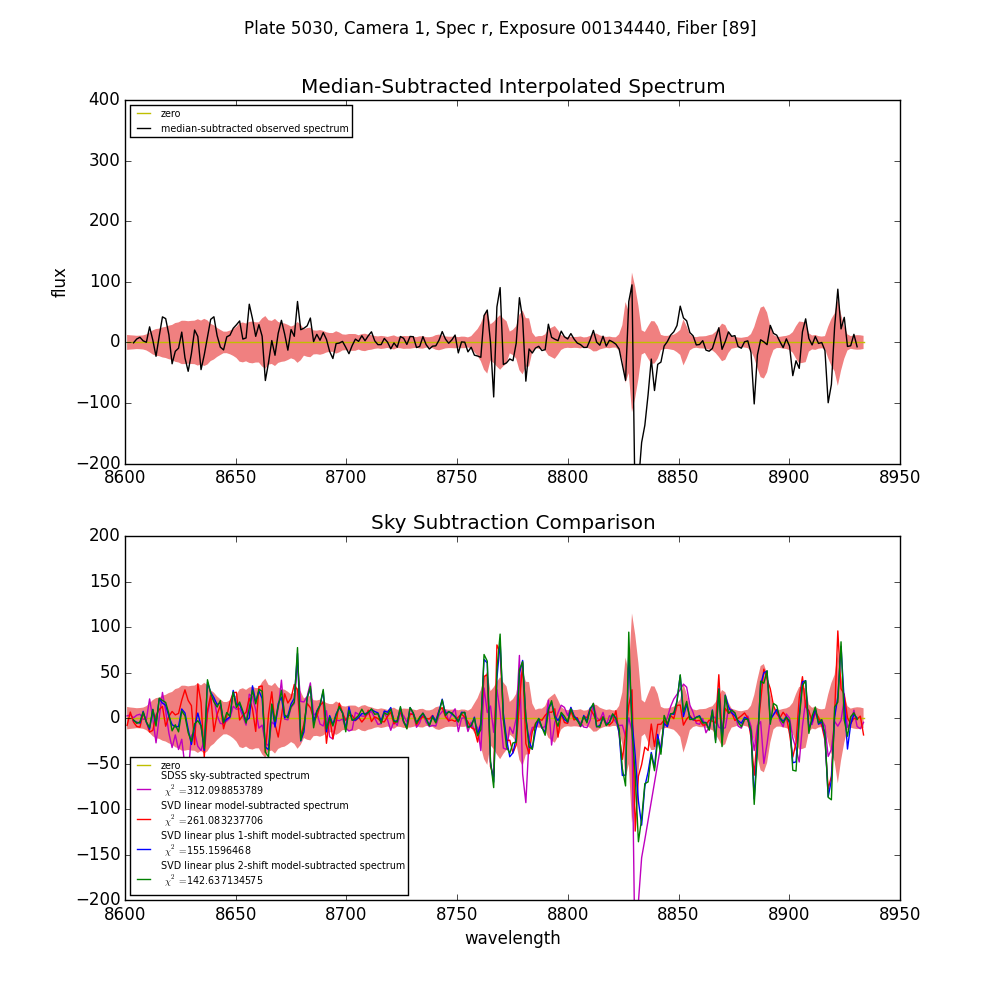 Plate 5030, Camera 1, Spec r, Exposure 00134440, Fiber [89]
Median-Subtracted Interpolated Spectrum
400
300
200
100
0
−100
−200
flux
zero
median-subtracted observed spectrum
8600 8650 8700 8750 8800 8850 8900 8950
Sky Subtraction Comparison
200
150
100
50
0
−50
−100
−150
−200
zero
SDSS sky-subtracted spectrum
χ² =312.098853789
SVD linear model-subtracted spectrum
χ² =261.083237706
SVD linear plus 1-shift model-subtracted spectrum
χ² =155.1596468
SVD linear plus 2-shift model-subtracted spectrum
χ² =142.637134575
8600 8650 8700 8750 8800 8850 8900 8950
wavelength